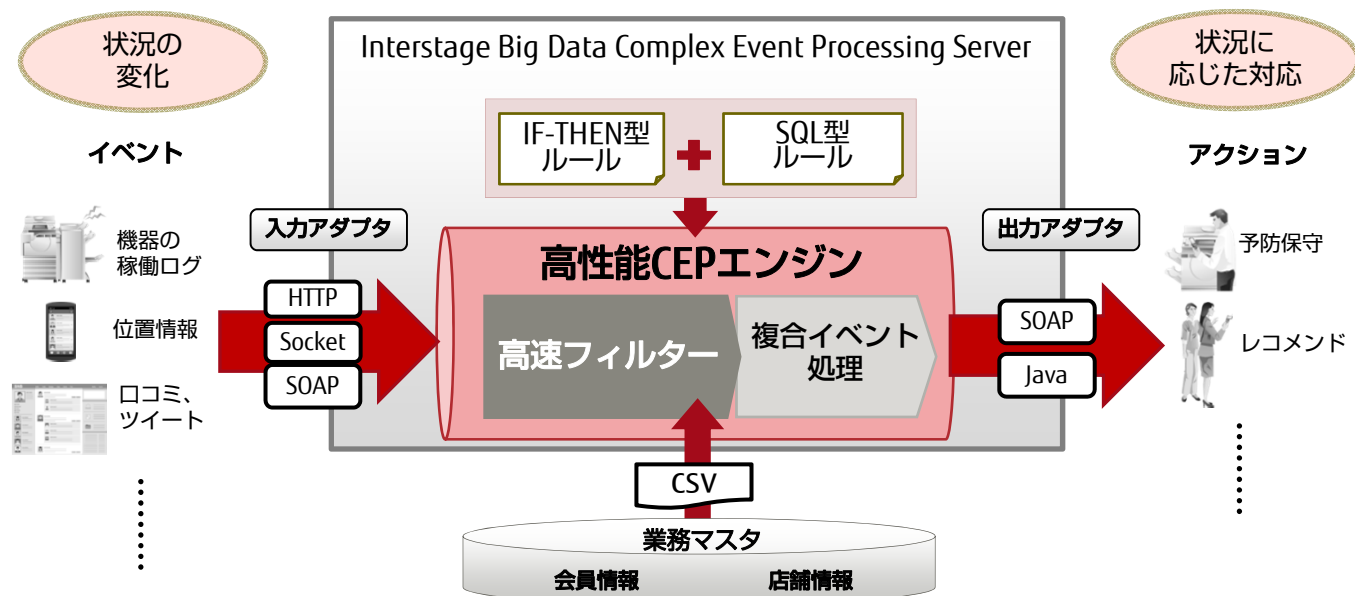 状況の
変化
Interstage Big Data Complex Event Processing Server
状況に
応じた対応
イベント
IF-THEN型
ルール
SQL型
ルール
アクション
機器の
稼働ログ
入力アダプタ
出力アダプタ
予防保守
高性能CEPエンジン
HTTP
位置情報
Socket
SOAP
高速フィルター
複合イベント
処理
SOAP
Java
レコメンド
口コミ、
ツイート
CSV
業務マスタ
会員情報
店舗情報